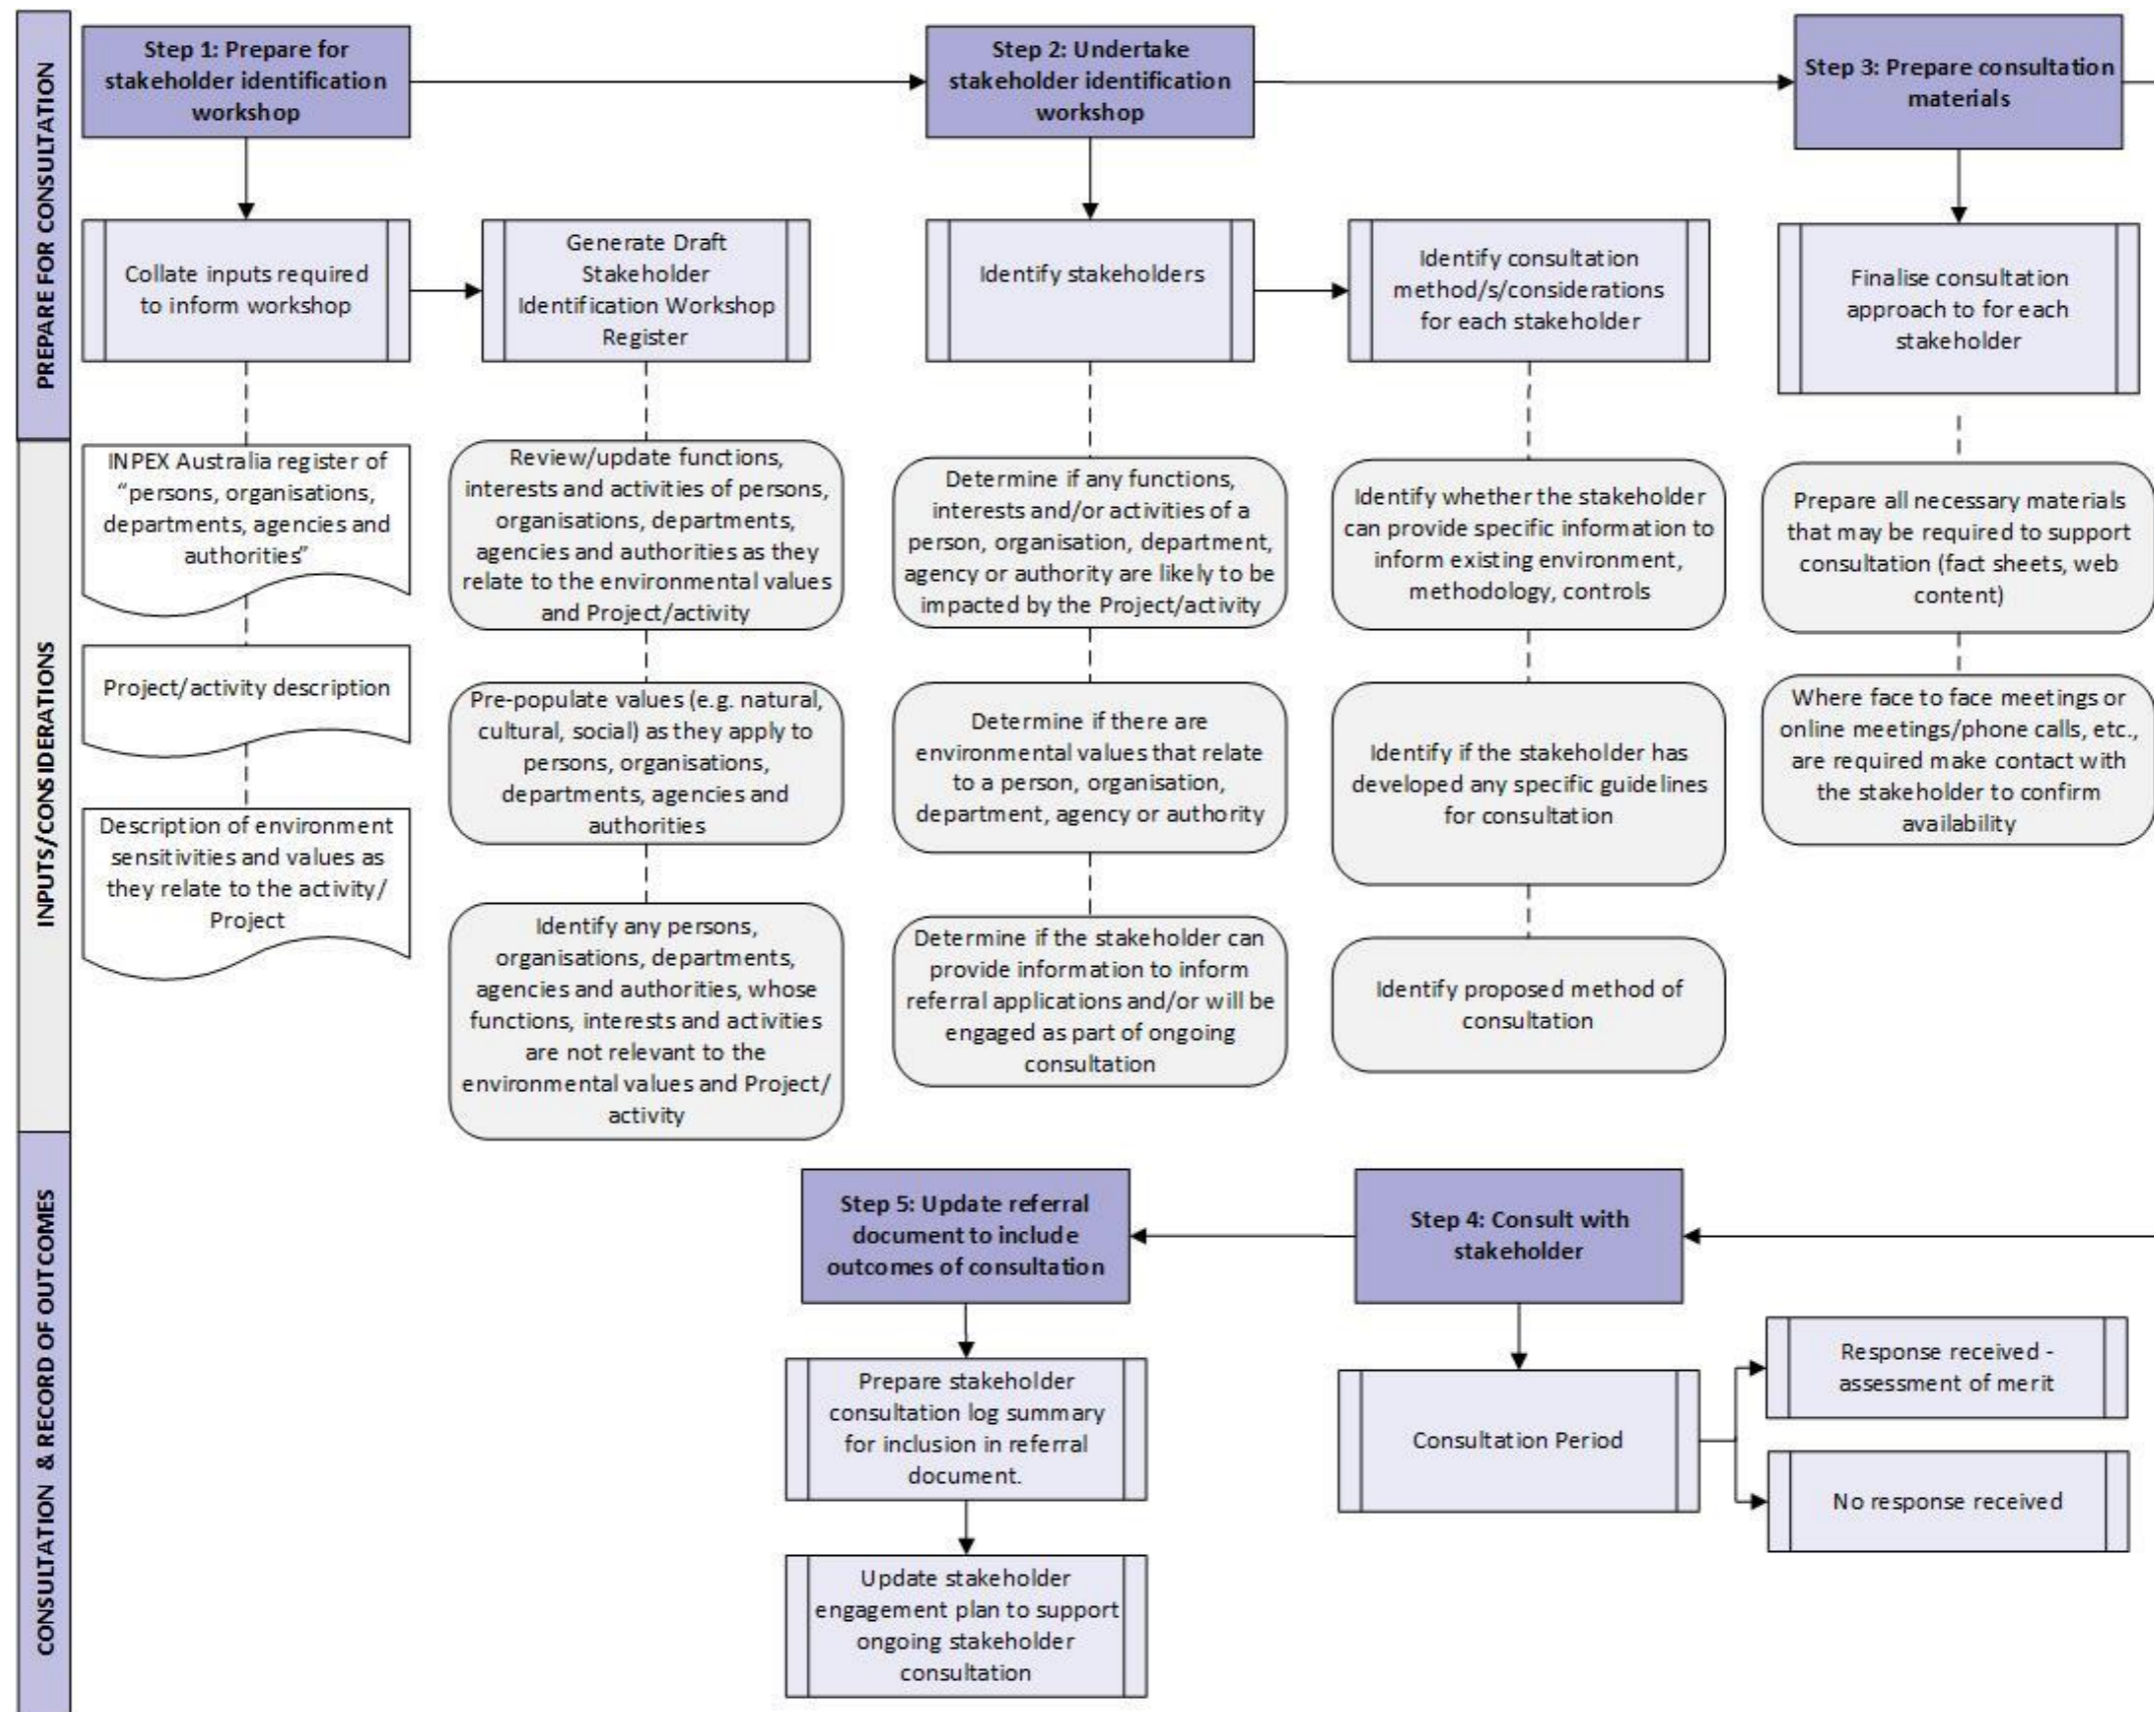 PREPARE FOR CONSULTATION
Step 1: Prepare for
stakeholder identification
workshop
Step 2: Undertake
stakeholder identification
workshop
Step 3: Prepare consultation
materials
Collate inputs required
to inform workshop
Generate Draft
Stakeholder
Identification Workshop
Register
Identify stakeholders
Identify consultation
method/s/considerations
for each stakeholder
Finalise consultation
approach to for each
stakeholder
INPUTS/CONSIDERATIONS
INPEX Australia register of
“persons, organisations,
departments, agencies and
authorities”
Project/activity description
Description of environment
sensitivities and values as
they relate to the activity/
Project
Review/update functions,
interests and activities of persons,
organisations, departments,
agencies and authorities as they
relate to the environmental values
and Project/activity
Pre-populate values (e.g. natural,
cultural, social) as they apply to
persons, organisations,
departments, agencies and
authorities
Identify any persons,
organisations, departments,
agencies and authorities, whose
functions, interests and activities
are not relevant to the
environmental values and Project/
activity
Determine if any functions,
interests and/or activities of a
person, organisation, department,
agency or authority are likely to be
impacted by the Project/activity
Determine if there are
environmental values that relate
to a person, organisation,
department, agency or authority
Determine if the stakeholder can
provide information to inform
referral applications and/or will be
engaged as part of ongoing
consultation
Identify whether the stakeholder
can provide specific information to
inform existing environment,
methodology, controls
Identify if the stakeholder has
developed any specific guidelines
for consultation
Identify proposed method of
consultation
Prepare all necessary materials
that may be required to support
consultation (fact sheets, web
content)
Where face to face meetings or
online meetings/phone calls, etc.,
are required make contact with
the stakeholder to confirm
availability
CONSULTATION & RECORD OF OUTCOMES
Step 4: Consult with
stakeholder
Consultation Period
Response received -
assessment of merit
No response received
Step 5: Update referral
document to include
outcomes of consultation
Prepare stakeholder
consultation log summary
for inclusion in referral
document.
Update stakeholder
engagement plan to support
ongoing stakeholder
consultation